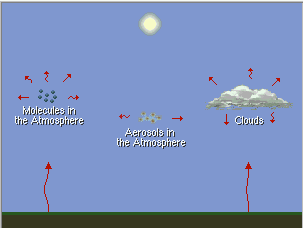 Molecules in
the Atmosphere
Aerosols in
the Atmosphere
Clouds